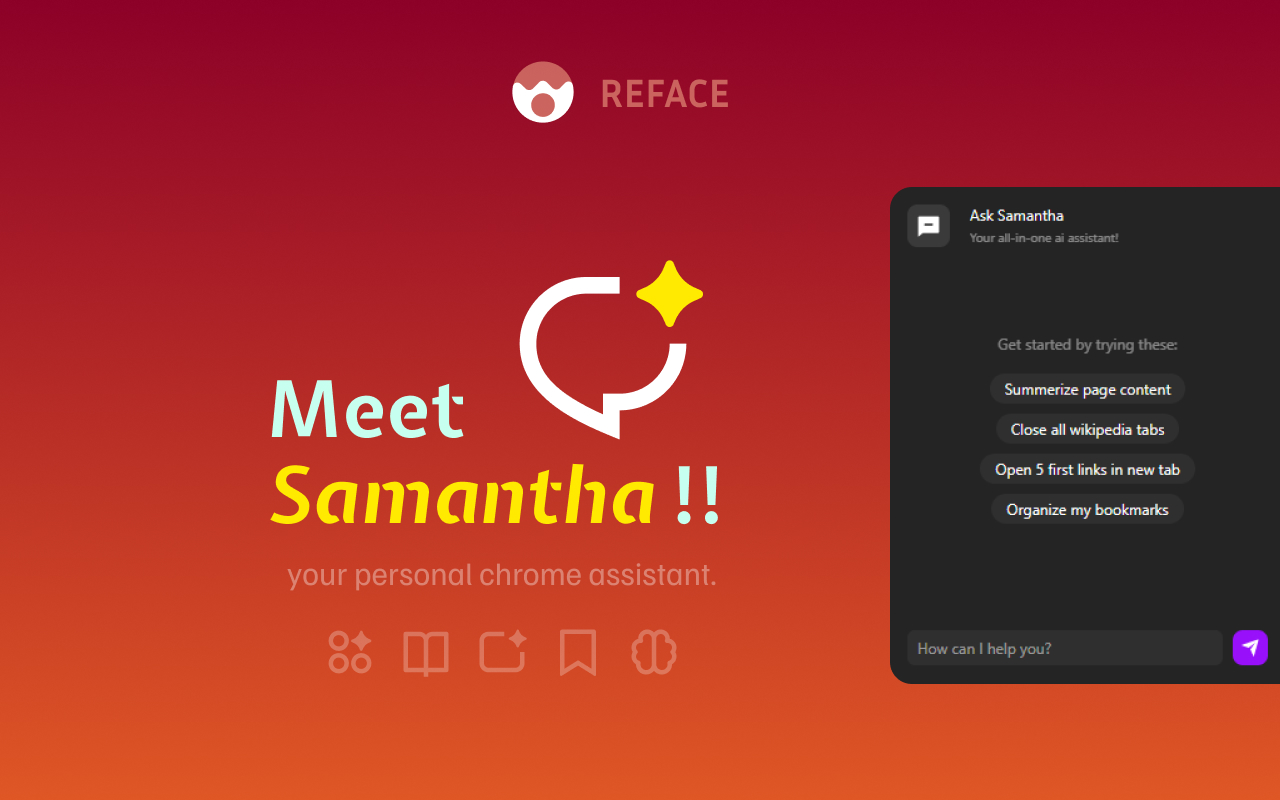 REFACE
Meet
Samantha !!
your personal chrome assistant.
Ask Samantha
Your all-in-one ai assistant!
Get started by trying these:
Summerize page content
Close all wikipedia tabs
Open 5 first links in new tab
Organize my bookmarks
How can I help you?